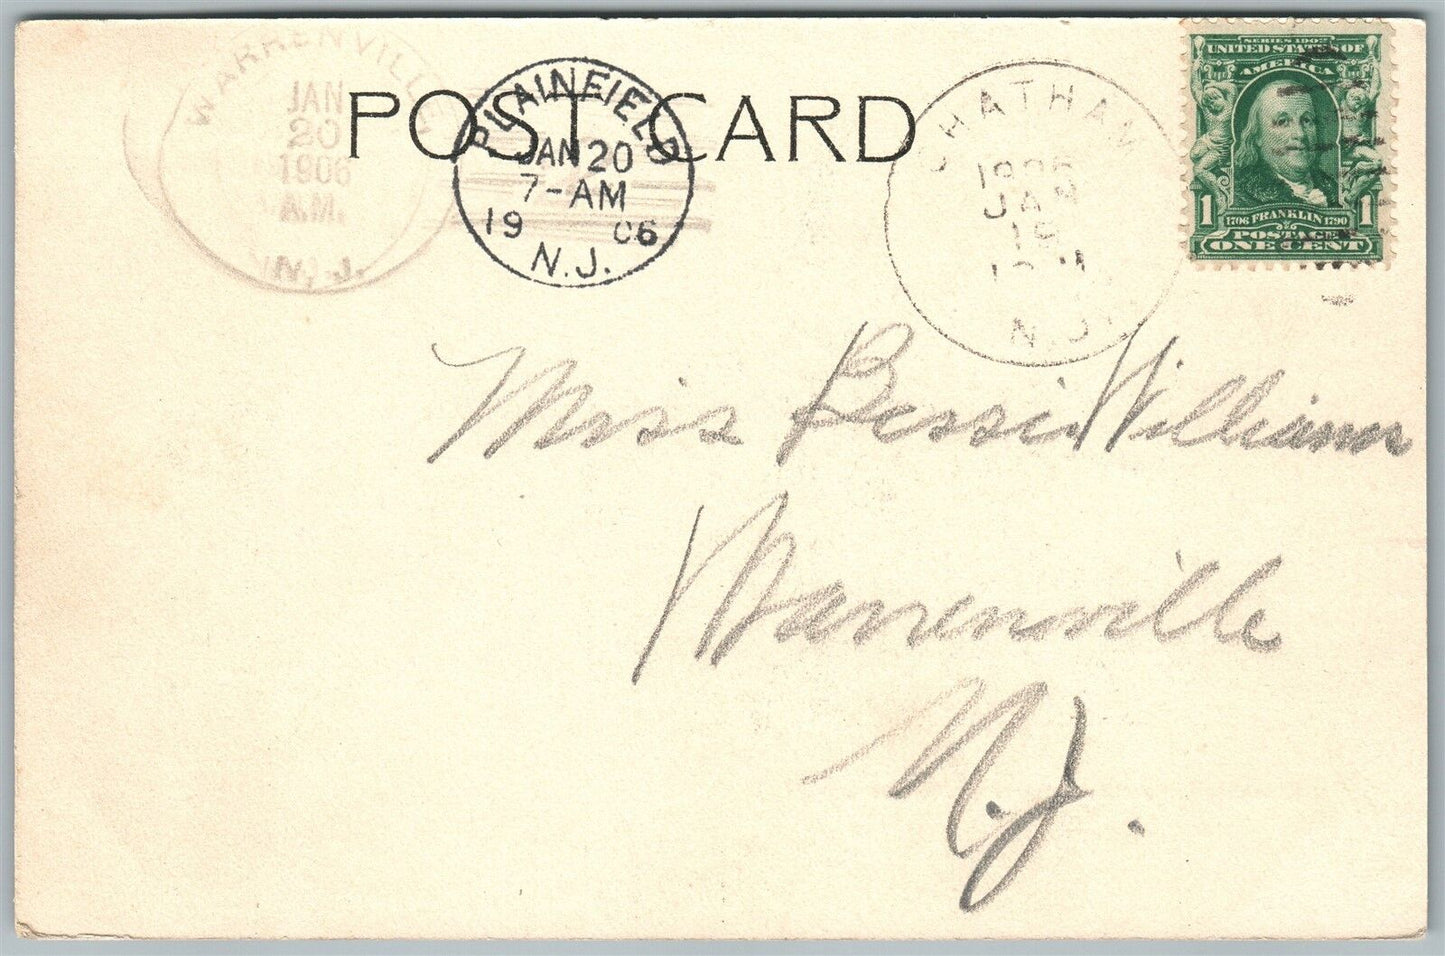 WARRENVILLE
JAN
20
1906
A.M.
N.J.
POST CARD
PLAINFIELD
JAN 20
7-AM
19 06
N.J.
CHATHAM
1906
JAN
19
N.J.
SERIES 1902
UNITED STATES OF
AMERICA
1 1706 FRANKLIN 1790 1
POSTAGE
ONE CENT
Miss Bessie Williams
Warrenville
N.J.